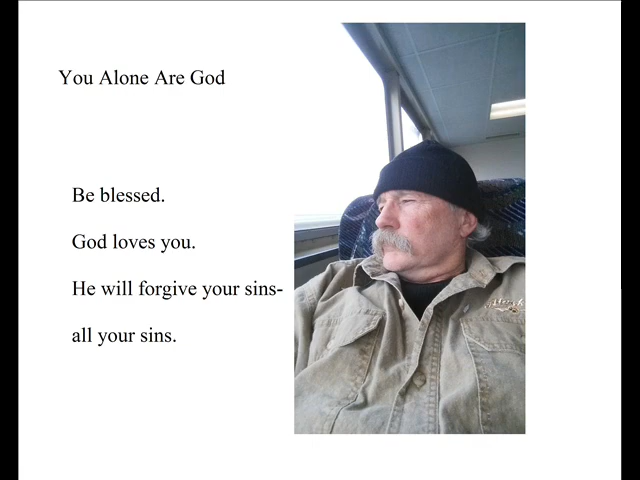 You Alone Are God
Be blessed.
God loves you.
He will forgive your sins-
all your sins.